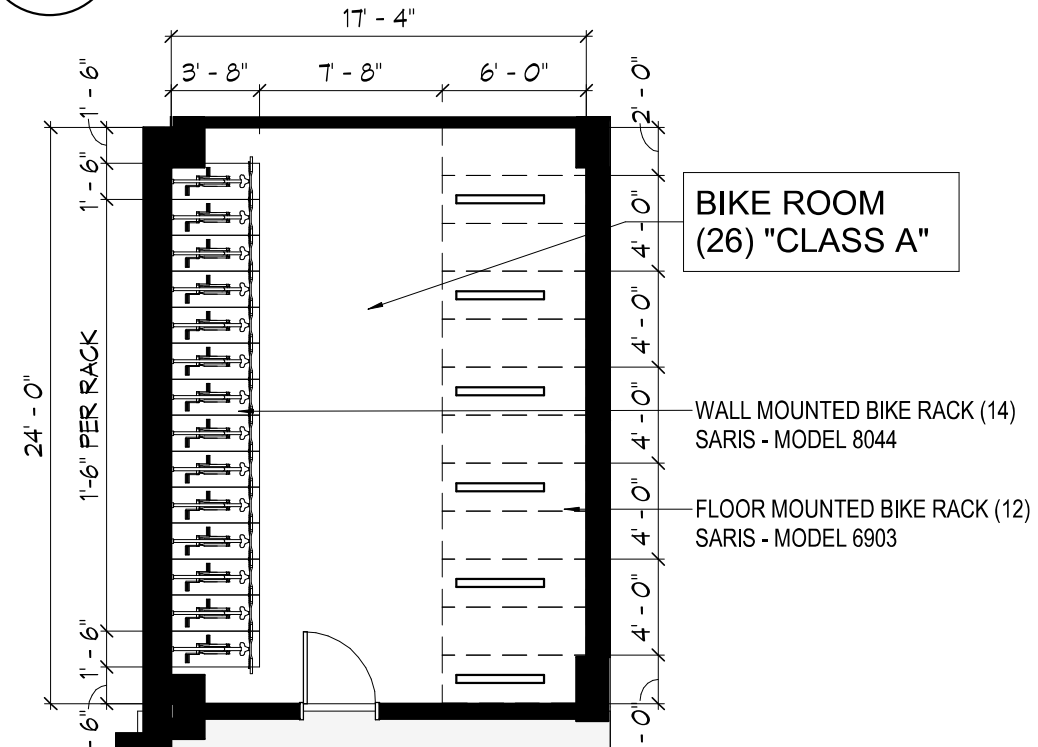 17' - 4"
3' - 8"
7' - 8"
6' - 0"
1' - 6"
1' - 6"
24' - 0"
1'-6" PER RACK
1' - 6"
- 6"
2' - 0"
4' - 0"
4' - 0"
4' - 0"
4' - 0"
4' - 0"
- 0"
BIKE ROOM
(26) "CLASS A"
WALL MOUNTED BIKE RACK (14)
SARIS - MODEL 8044
FLOOR MOUNTED BIKE RACK (12)
SARIS - MODEL 6903